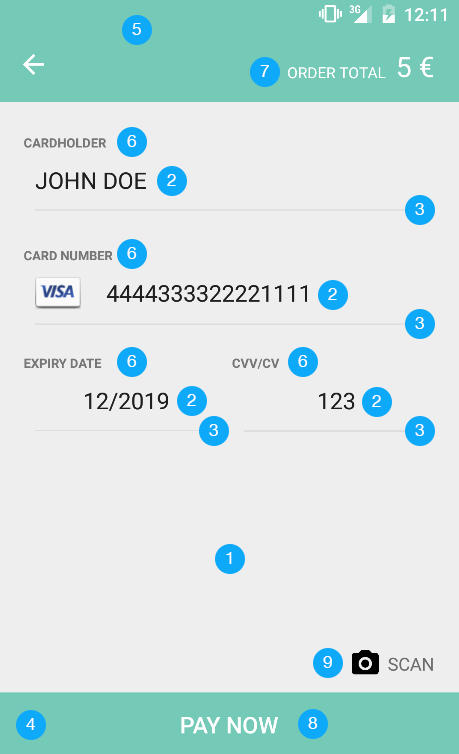 5
3G 12:11
7 ORDER TOTAL 5 €
CARDHOLDER 6
JOHN DOE 2
3
CARD NUMBER 6
VISA 4444333322221111 2
3
EXPIRY DATE 6 CVV/CV 6
12/2019 2 123 2
3 3
1
9 SCAN
4 PAY NOW 8